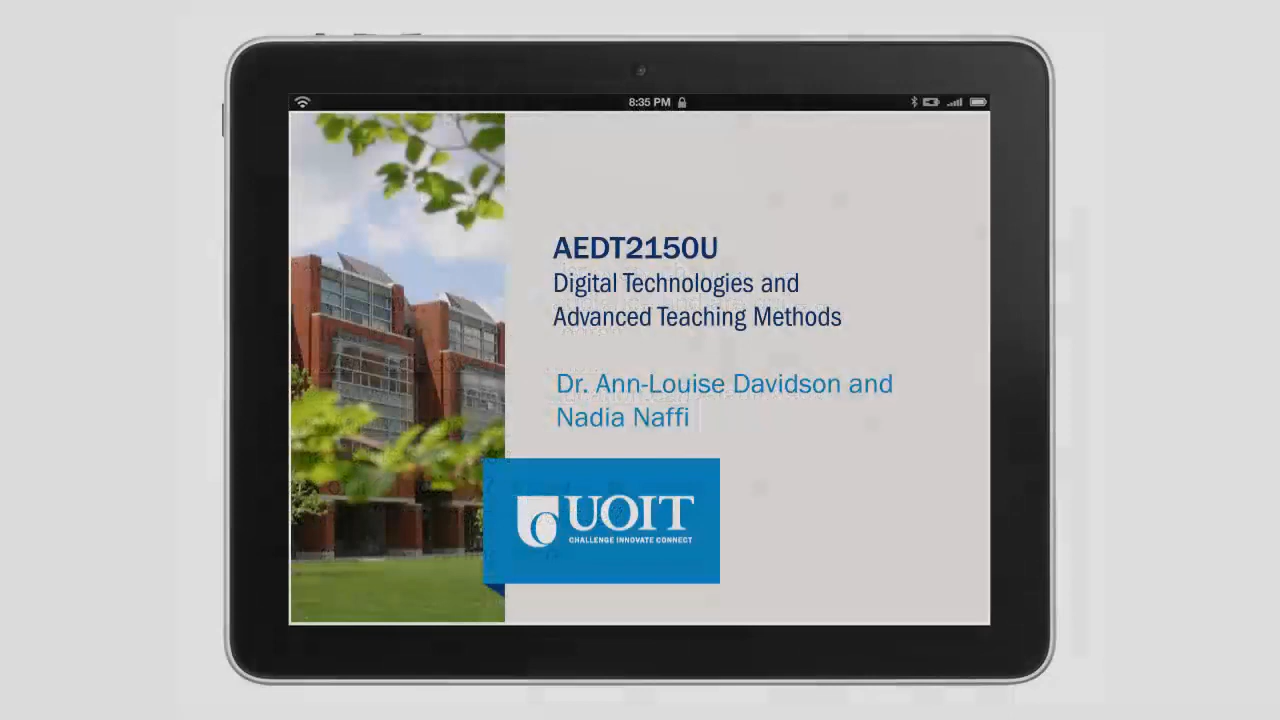 8:35 PM
AEDT2150U
Digital Technologies and
Advanced Teaching Methods
Dr. Ann-Louise Davidson and
Nadia Naffi
UOIT
CHALLENGE INNOVATE CONNECT